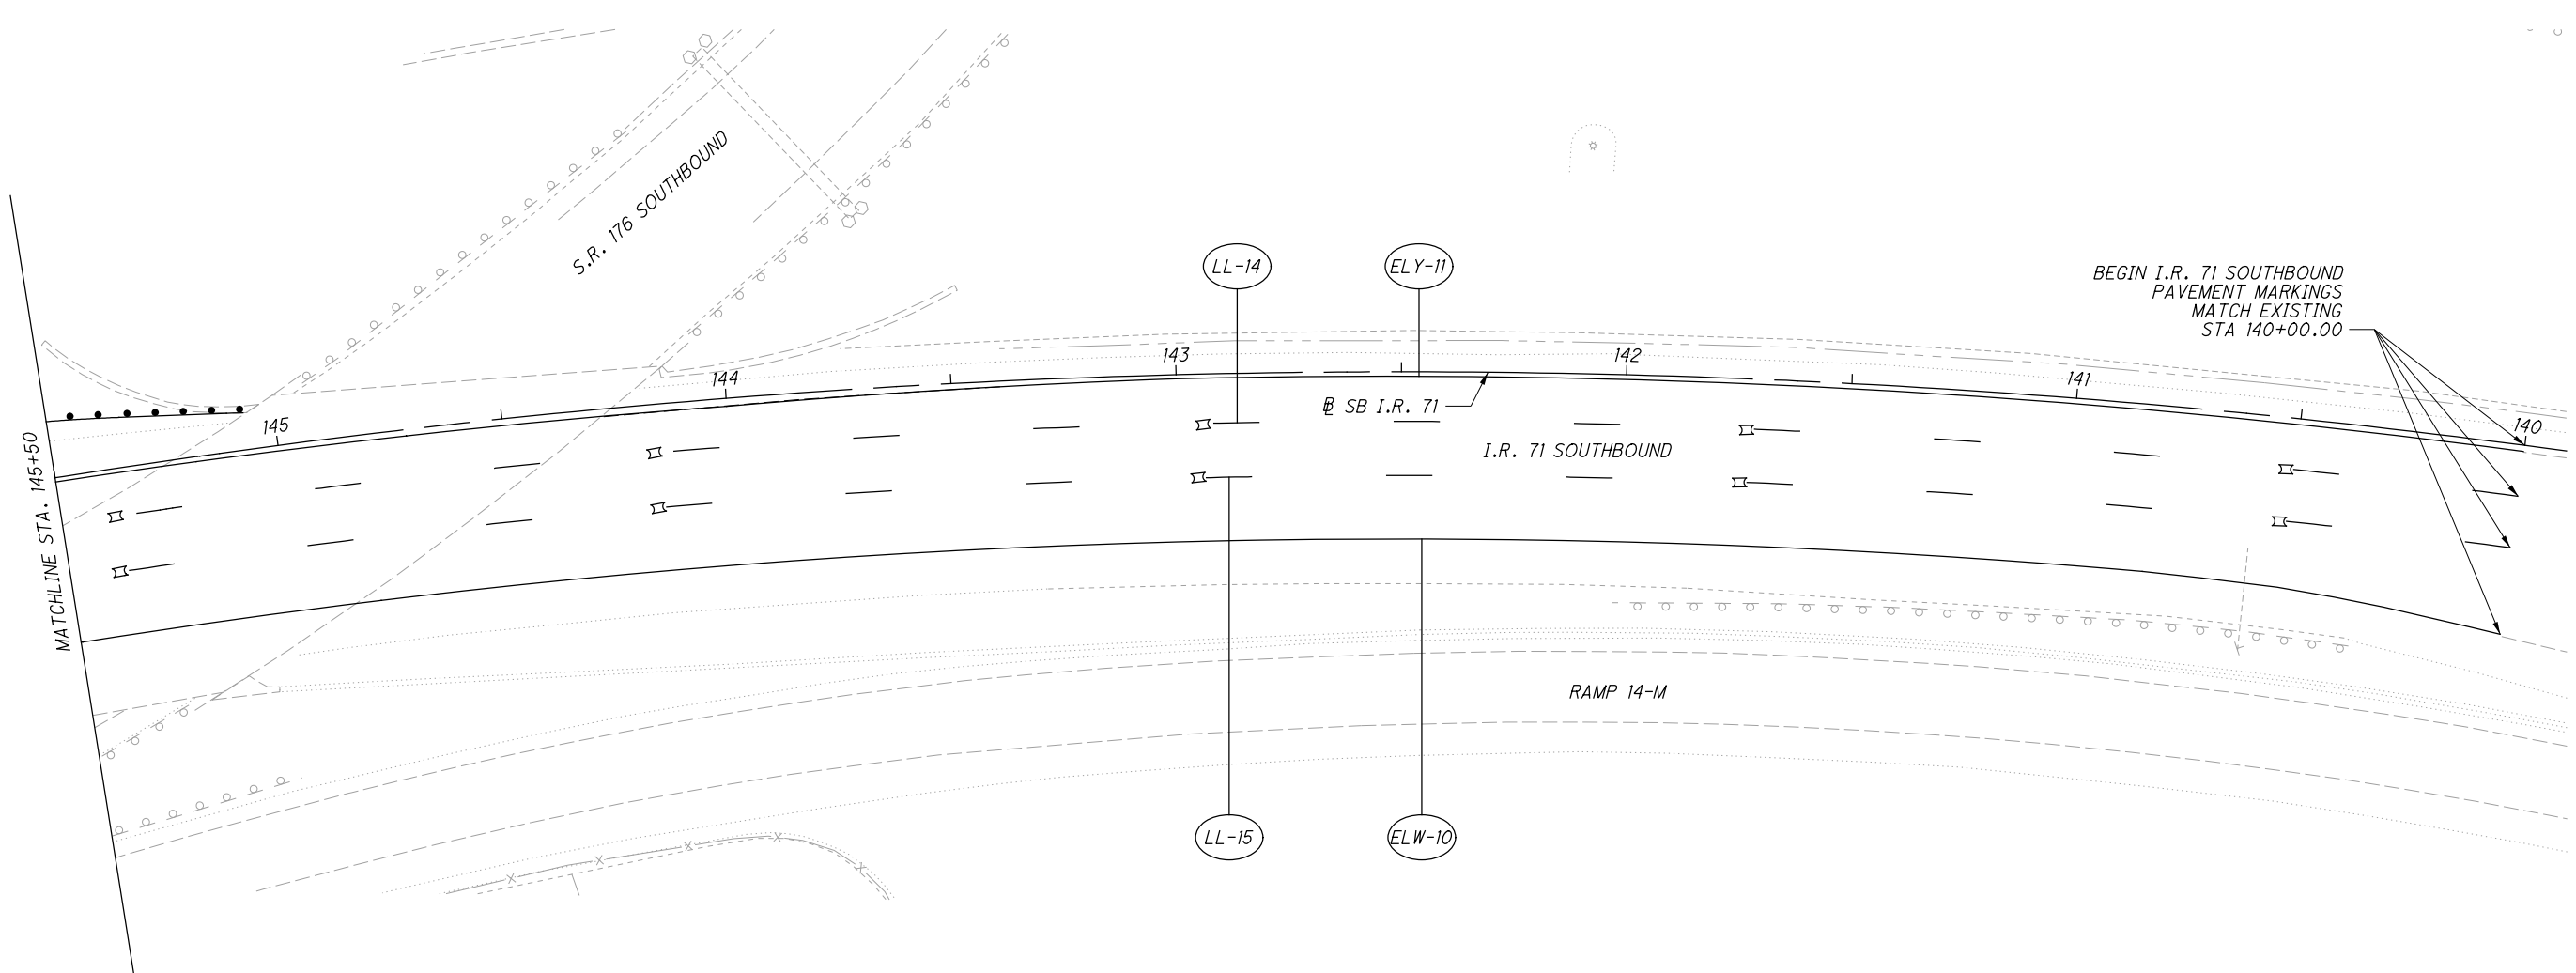 S.R. 176 SOUTHBOUND
LL-14
ELY-11
BEGIN I.R. 71 SOUTHBOUND
PAVEMENT MARKINGS
MATCH EXISTING
STA 140+00.00
145
144
143
142
141
140
BL SB I.R. 71
I.R. 71 SOUTHBOUND
MATCHLINE STA. 145+50
RAMP 14-M
LL-15
ELW-10